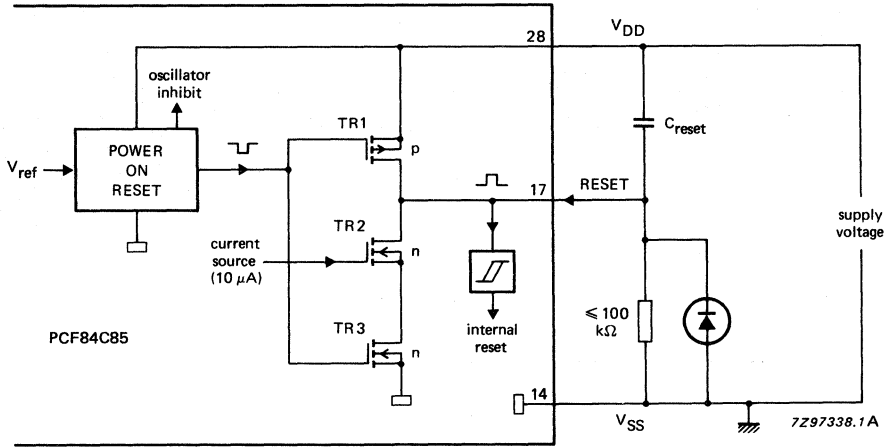 28
V_DD
oscillator
inhibit
TR1
C_reset
POWER
ON
RESET
p
V_ref
17
RESET
supply
voltage
TR2
current
source
(10 μA)
n
≤ 100
kΩ
internal
reset
TR3
PCF84C85
n
14
V_SS
7Z97338.1A